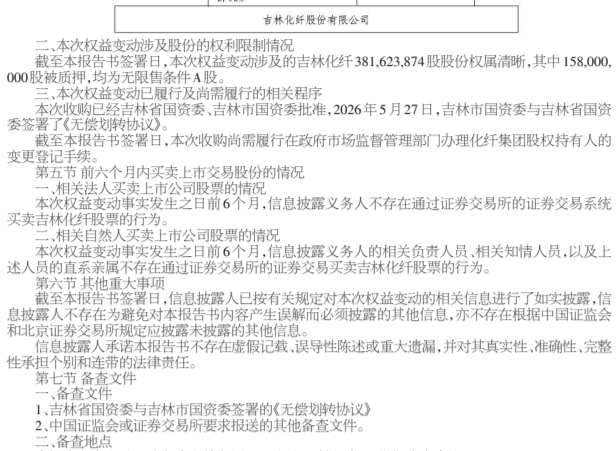 吉林化纤股份有限公司
二、本次权益变动涉及股份的权利限制情况
截至本报告书签署日，本次权益变动涉及的吉林化纤381,623,874股股份权属清晰，其中158,000,
000股被质押，均为无限售条件A股。
三、本次权益变动已履行及尚需履行的相关程序
本次收购已经吉林省国资委、吉林市国资委批准，2026年5月27日，吉林市国资委与吉林省国资
委签署了《无偿划转协议》。
截至本报告书签署日，本次收购尚需履行在政府市场监督管理部门办理化纤集团股权持有人的
变更登记手续。
第五节 前六个月内买卖上市交易股份的情况
一、相关法人买卖上市公司股票的情况
本次权益变动事实发生之日前6个月，信息披露义务人不存在通过证券交易所的证券交易系统
买卖吉林化纤股票的行为。
二、相关自然人买卖上市公司股票的情况
本次权益变动事实发生之日前6个月，信息披露义务人的相关负责人员、相关知情人员，以及上
述人员的直系亲属不存在通过证券交易所的证券交易买卖吉林化纤股票的行为。
第六节 其他重大事项
截至本报告书签署日，信息披露人已按有关规定对本次权益变动的相关信息进行了如实披露，信
息披露人不存在为避免对本报告书内容产生误解而必须披露的其他信息，亦不存在根据中国证监会
和北京证券交易所规定应披露未披露的其他信息。
信息披露人承诺本报告书不存在虚假记载、误导性陈述或重大遗漏，并对其真实性、准确性、完整
性承担个别和连带的法律责任。
第七节 备查文件
一、备查文件
1、吉林省国资委与吉林市国资委签署的《无偿划转协议》
2、中国证监会或证券交易所要求报送的其他备查文件。
二、备查地点